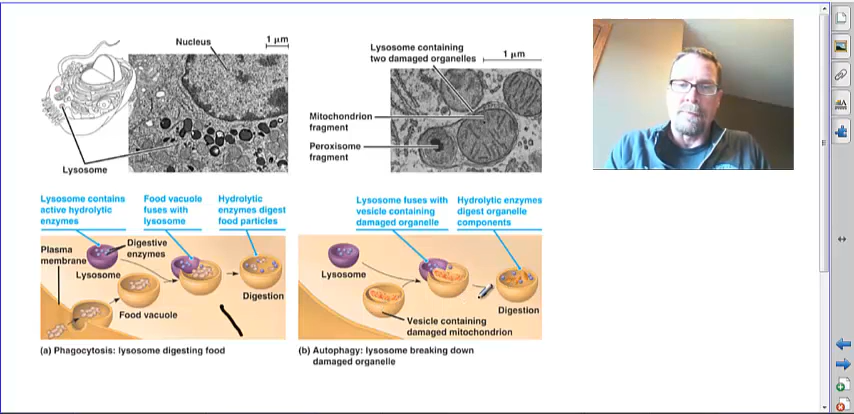 Nucleus
1 μm
Lysosome
Lysosome containing
two damaged organelles
1 μm
Mitochondrion
fragment
Peroxisome
fragment
Lysosome contains
active hydrolytic
enzymes
Food vacuole
fuses with
lysosome
Hydrolytic
enzymes digest
food particles
Plasma
membrane
Digestive
enzymes
Lysosome
Digestion
Food vacuole
(a) Phagocytosis: lysosome digesting food
Lysosome fuses with
vesicle containing
damaged organelle
Hydrolytic enzymes
digest organelle
components
Lysosome
Digestion
Vesicle containing
damaged mitochondrion
(b) Autophagy: lysosome breaking down
damaged organelle